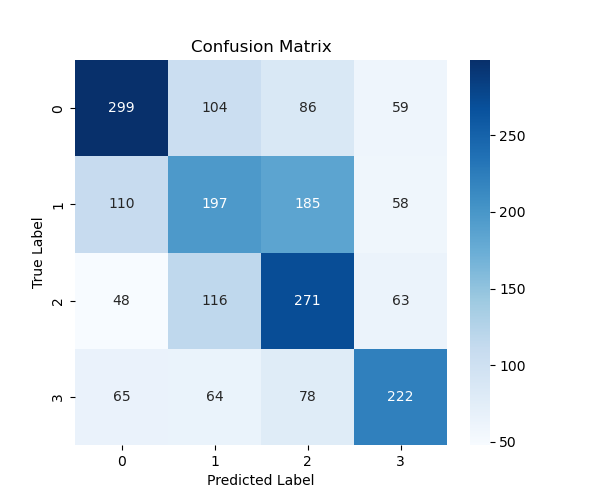 Confusion Matrix
0 299 104 86 59
1 110 197 185 58
2 48 116 271 63
3 65 64 78 222
0 1 2 3
Predicted Label
True Label
250
200
150
100
50